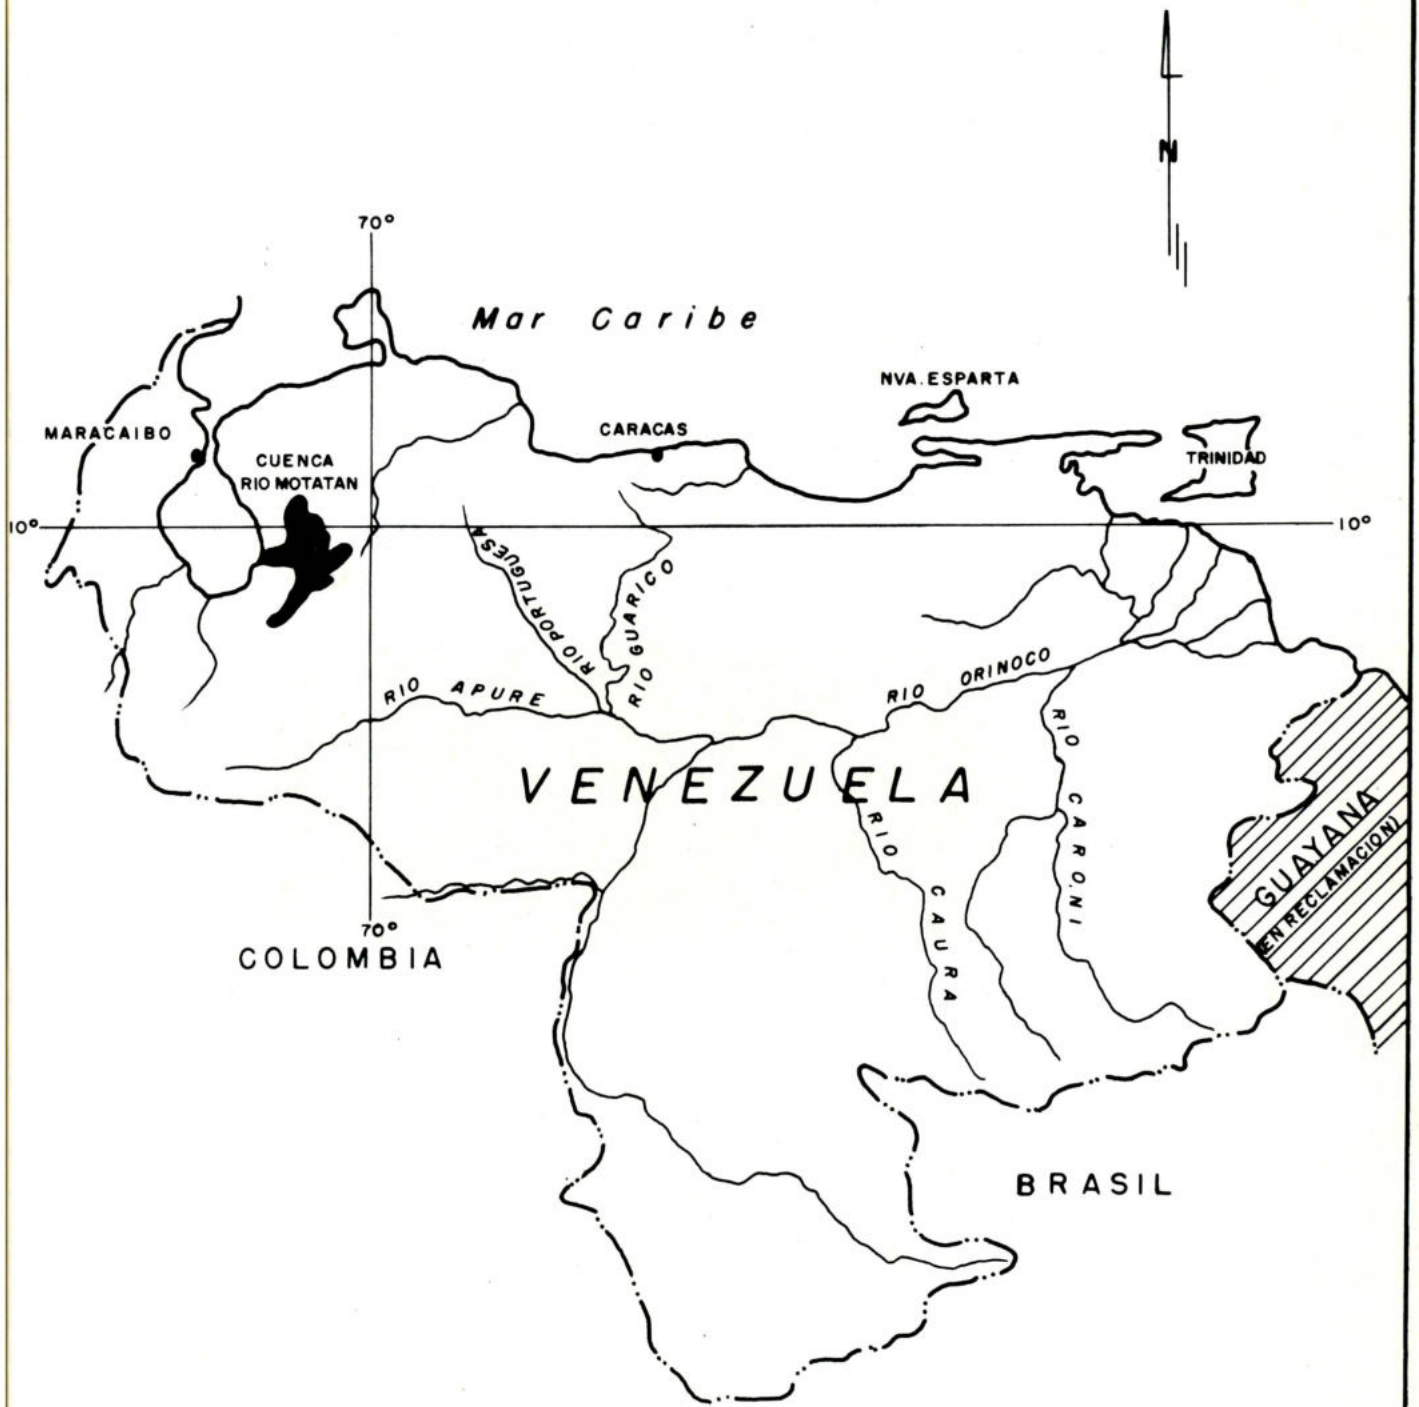 N
70°
Mar Caribe
NVA. ESPARTA
MARACAIBO
CARACAS
CUENCA
RIO MOTATAN
TRINIDAD
10°
10°
RIO PORTUGUESA
RIO GUARICO
RIO APURE
RIO ORINOCO
VENEZUELA
RIO CARONI
RIO CAURA
GUAYANA
(EN RECLAMACION)
70°
COLOMBIA
BRASIL